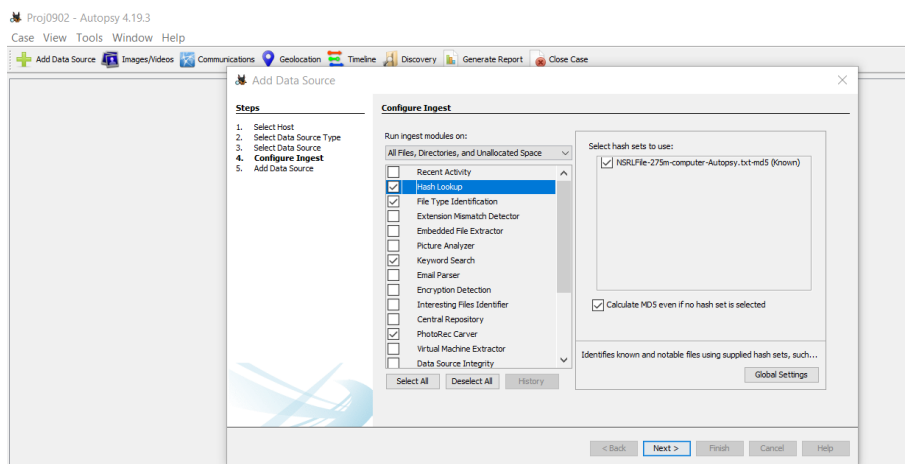 Proj0902 - Autopsy 4.19.3
Case View Tools Window Help
Add Data Source Images/Videos Communications Geolocation Timeline Discovery Generate Report Close Case
Add Data Source
Steps
1. Select Host
2. Select Data Source Type
3. Select Data Source
4. Configure Ingest
5. Add Data Source
Configure Ingest
Run ingest modules on:
All Files, Directories, and Unallocated Space
Recent Activity
Hash Lookup
File Type Identification
Extension Mismatch Detector
Embedded File Extractor
Picture Analyzer
Keyword Search
Email Parser
Encryption Detection
Interesting Files Identifier
Central Repository
PhotoRec Carver
Virtual Machine Extractor
Data Source Integrity
Select All Deselect All History
Select hash sets to use:
NSRLFile-275m-computer-Autopsy.txt-md5 (Known)
Calculate MD5 even if no hash set is selected
Identifies known and notable files using supplied hash sets, such...
Global Settings
< Back Next > Finish Cancel Help